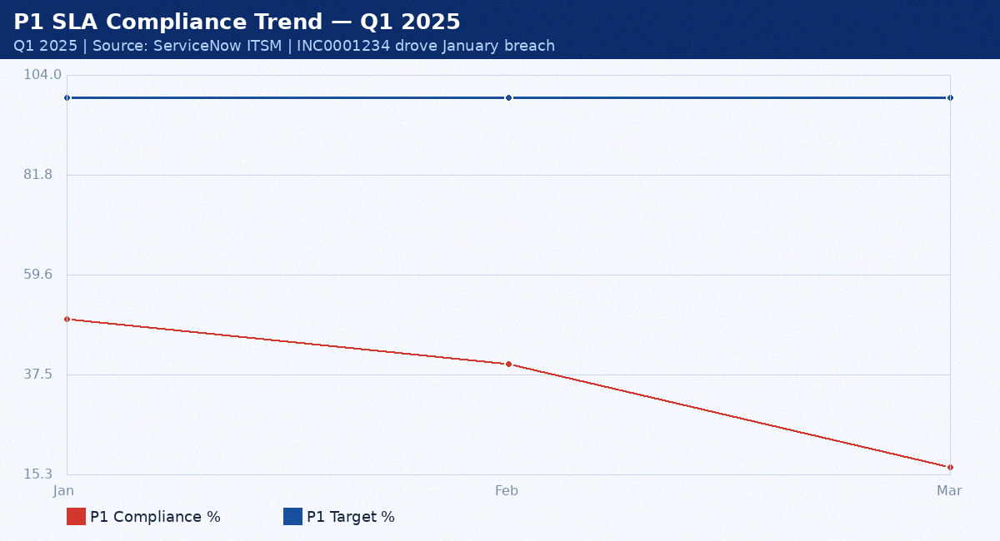 P1 SLA Compliance Trend — Q1 2025
Q1 2025 | Source: ServiceNow ITSM | INC0001234 drove January breach
104.0
81.8
59.6
37.5
15.3
Jan Feb Mar
P1 Compliance % P1 Target %